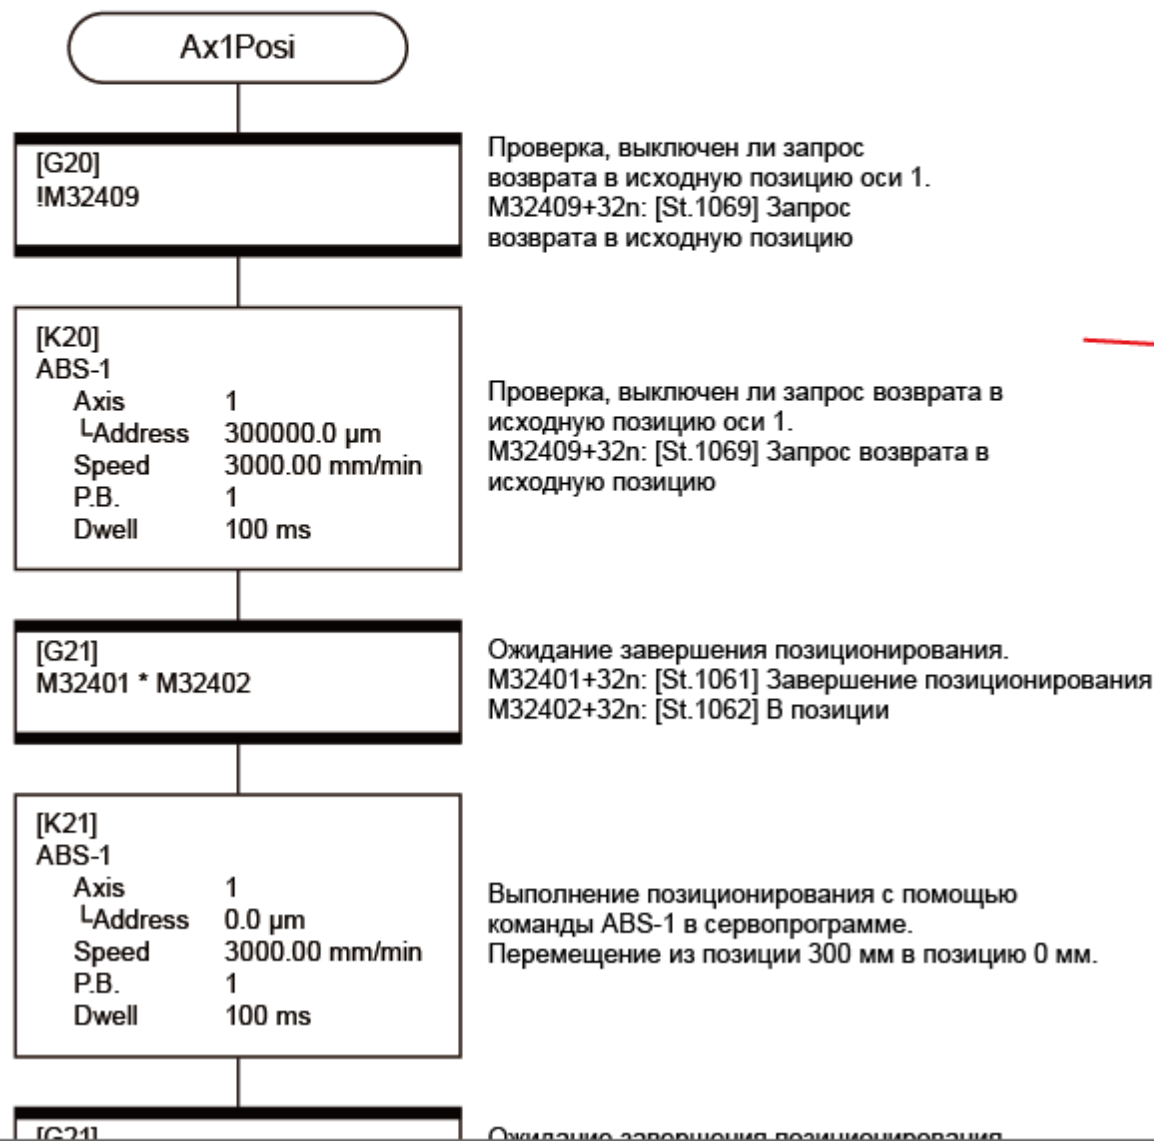 Ax1Posi
[G20]
!M32409
Проверка, выключен ли запрос
возврата в исходную позицию оси 1.
M32409+32n: [St.1069] Запрос
возврата в исходную позицию
[K20]
ABS-1
Axis 1
└Address 300000.0 µm
Speed 3000.00 mm/min
P.B. 1
Dwell 100 ms
Проверка, выключен ли запрос возврата в
исходную позицию оси 1.
M32409+32n: [St.1069] Запрос возврата в
исходную позицию
[G21]
M32401 * M32402
Ожидание завершения позиционирования.
M32401+32n: [St.1061] Завершение позиционирования
M32402+32n: [St.1062] В позиции
[K21]
ABS-1
Axis 1
└Address 0.0 µm
Speed 3000.00 mm/min
P.B. 1
Dwell 100 ms
Выполнение позиционирования с помощью
команды ABS-1 в сервопрограмме.
Перемещение из позиции 300 мм в позицию 0 мм.
[G21]
Ожидание завершения позиционирования